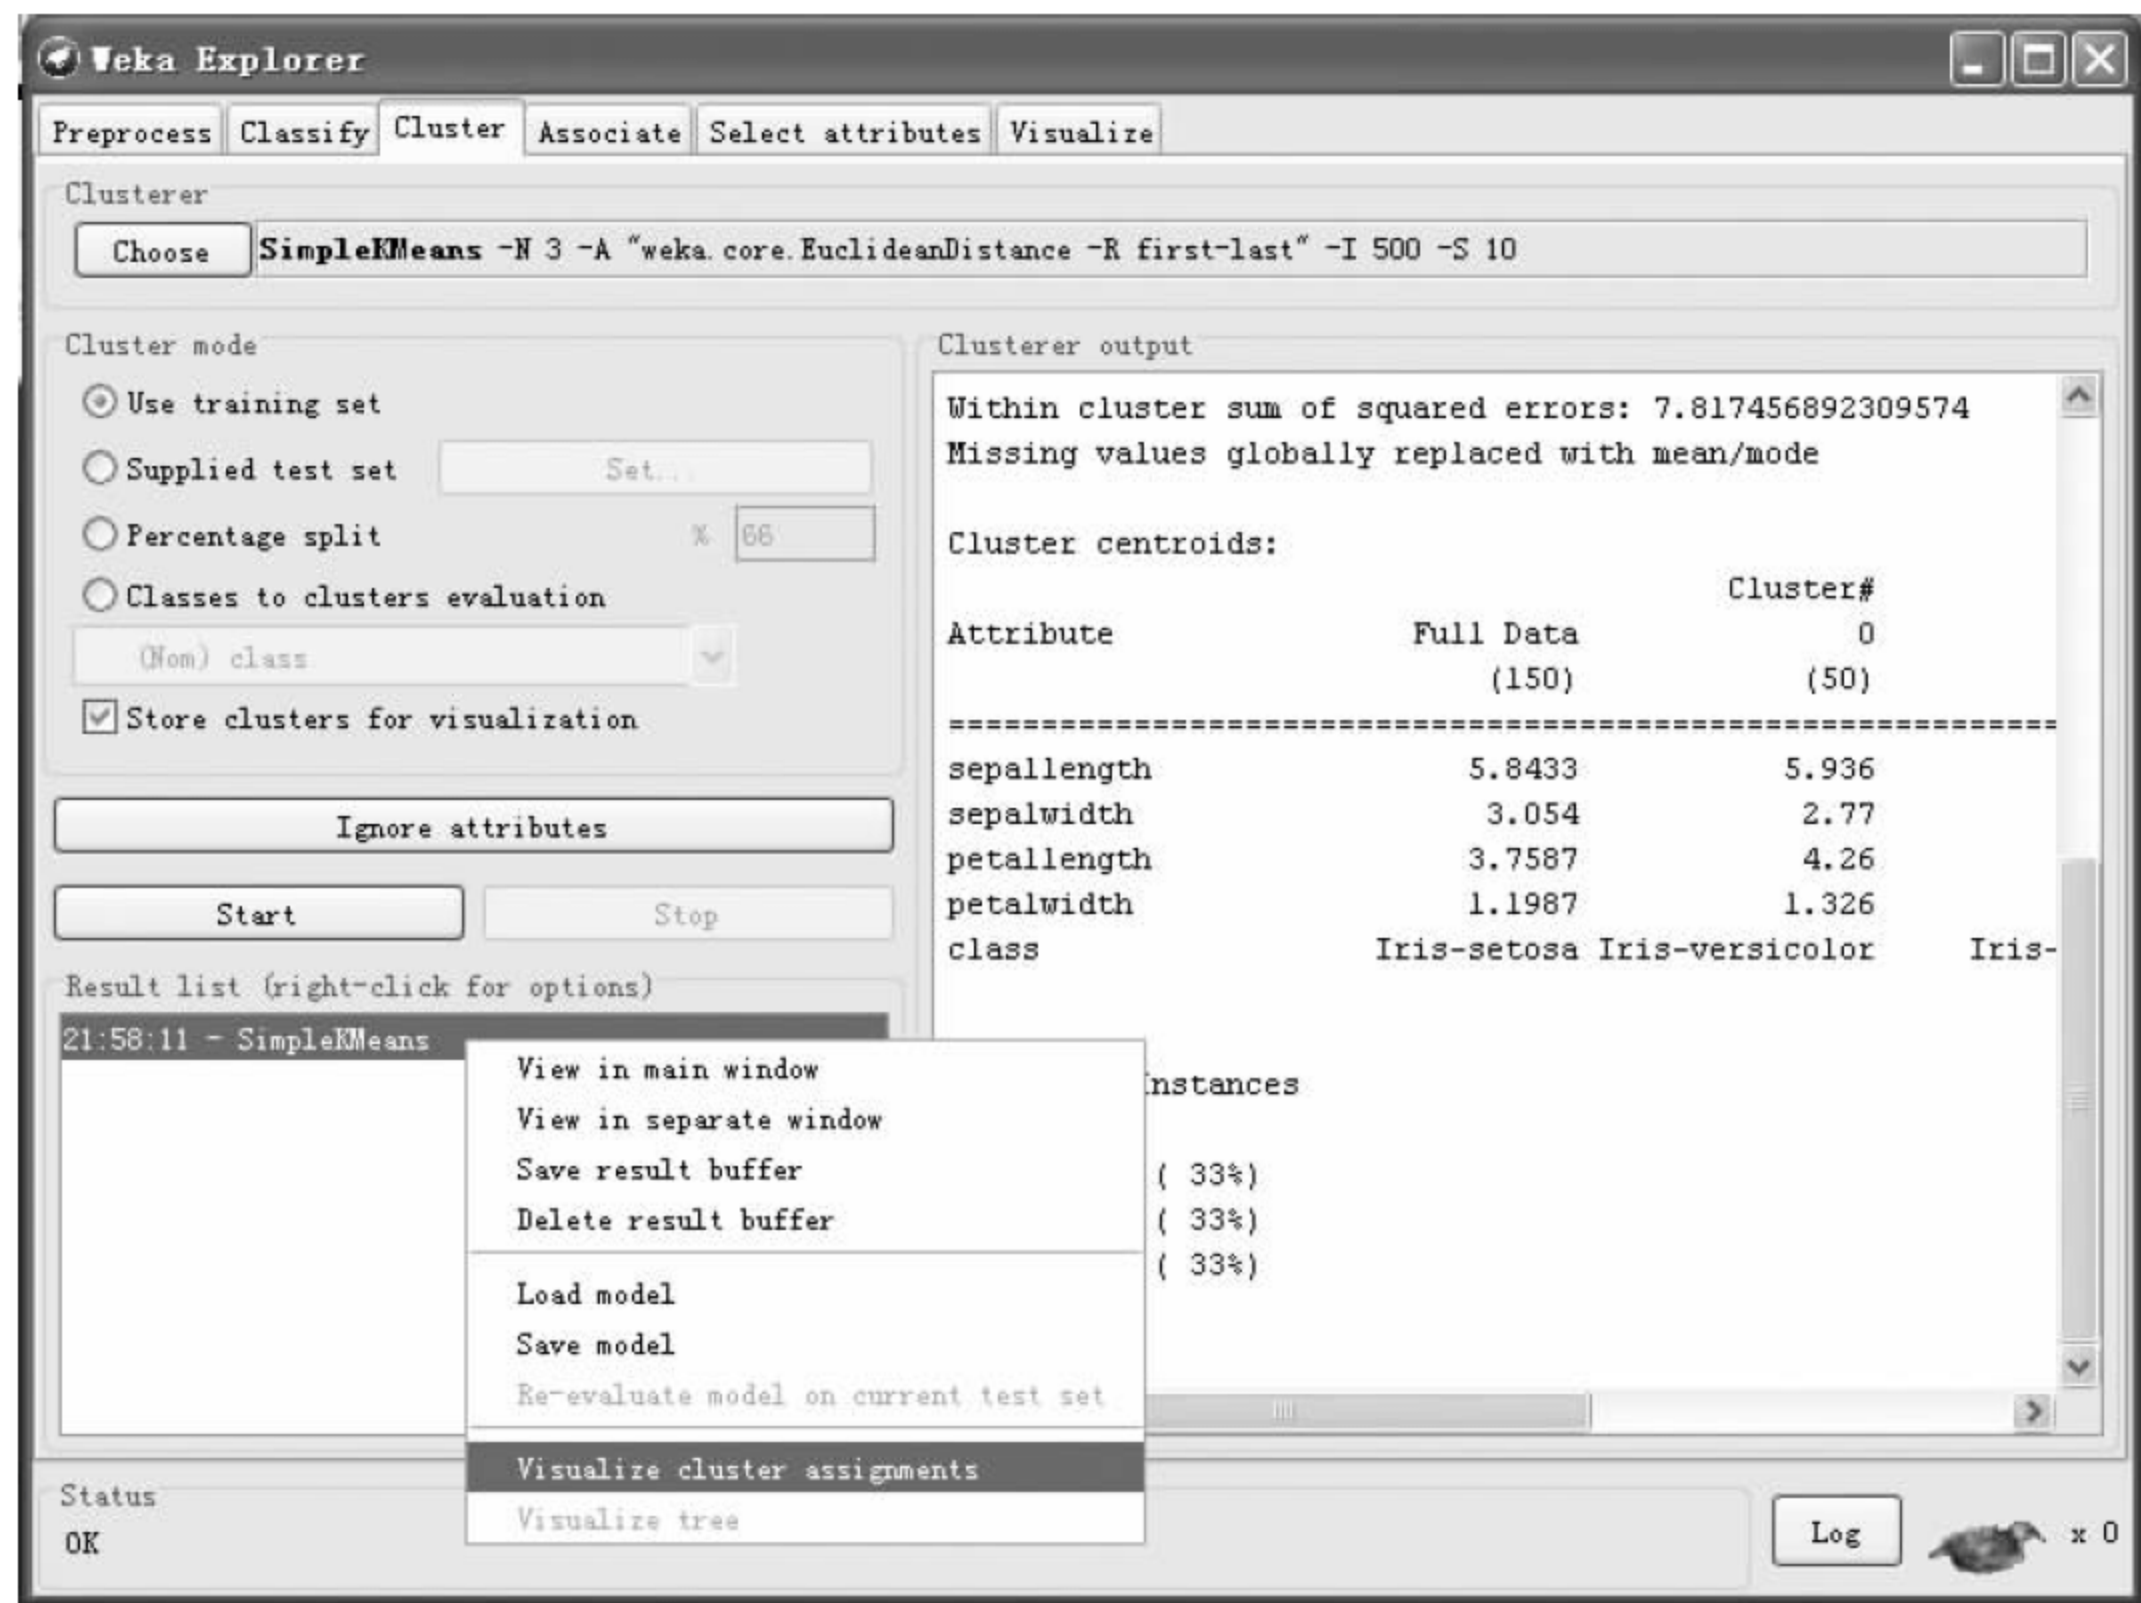 Weka Explorer
Preprocess Classify Cluster Associate Select attributes Visualize
Clusterer
Choose SimpleKMeans -N 3 -A "weka.core.EuclideanDistance -R first-last" -I 500 -S 10
Cluster mode
Use training set
Supplied test set Set...
Percentage split % 66
Classes to clusters evaluation
(Nom) class
Store clusters for visualization
Ignore attributes
Start Stop
Result list (right-click for options)
21:58:11 - SimpleKMeans
View in main window
View in separate window
Save result buffer
Delete result buffer
Load model
Save model
Re-evaluate model on current test set
Visualize cluster assignments
Visualize tree
Clusterer output
Within cluster sum of squared errors: 7.817456892309574
Missing values globally replaced with mean/mode
Cluster centroids:
Cluster#
Attribute Full Data 0
(150) (50)
============================================================
sepallength 5.8433 5.936
sepalwidth 3.054 2.77
petallength 3.7587 4.26
petalwidth 1.1987 1.326
class Iris-setosa Iris-versicolor Iris-
nstances
( 33%)
( 33%)
( 33%)
Status
OK
Log x 0